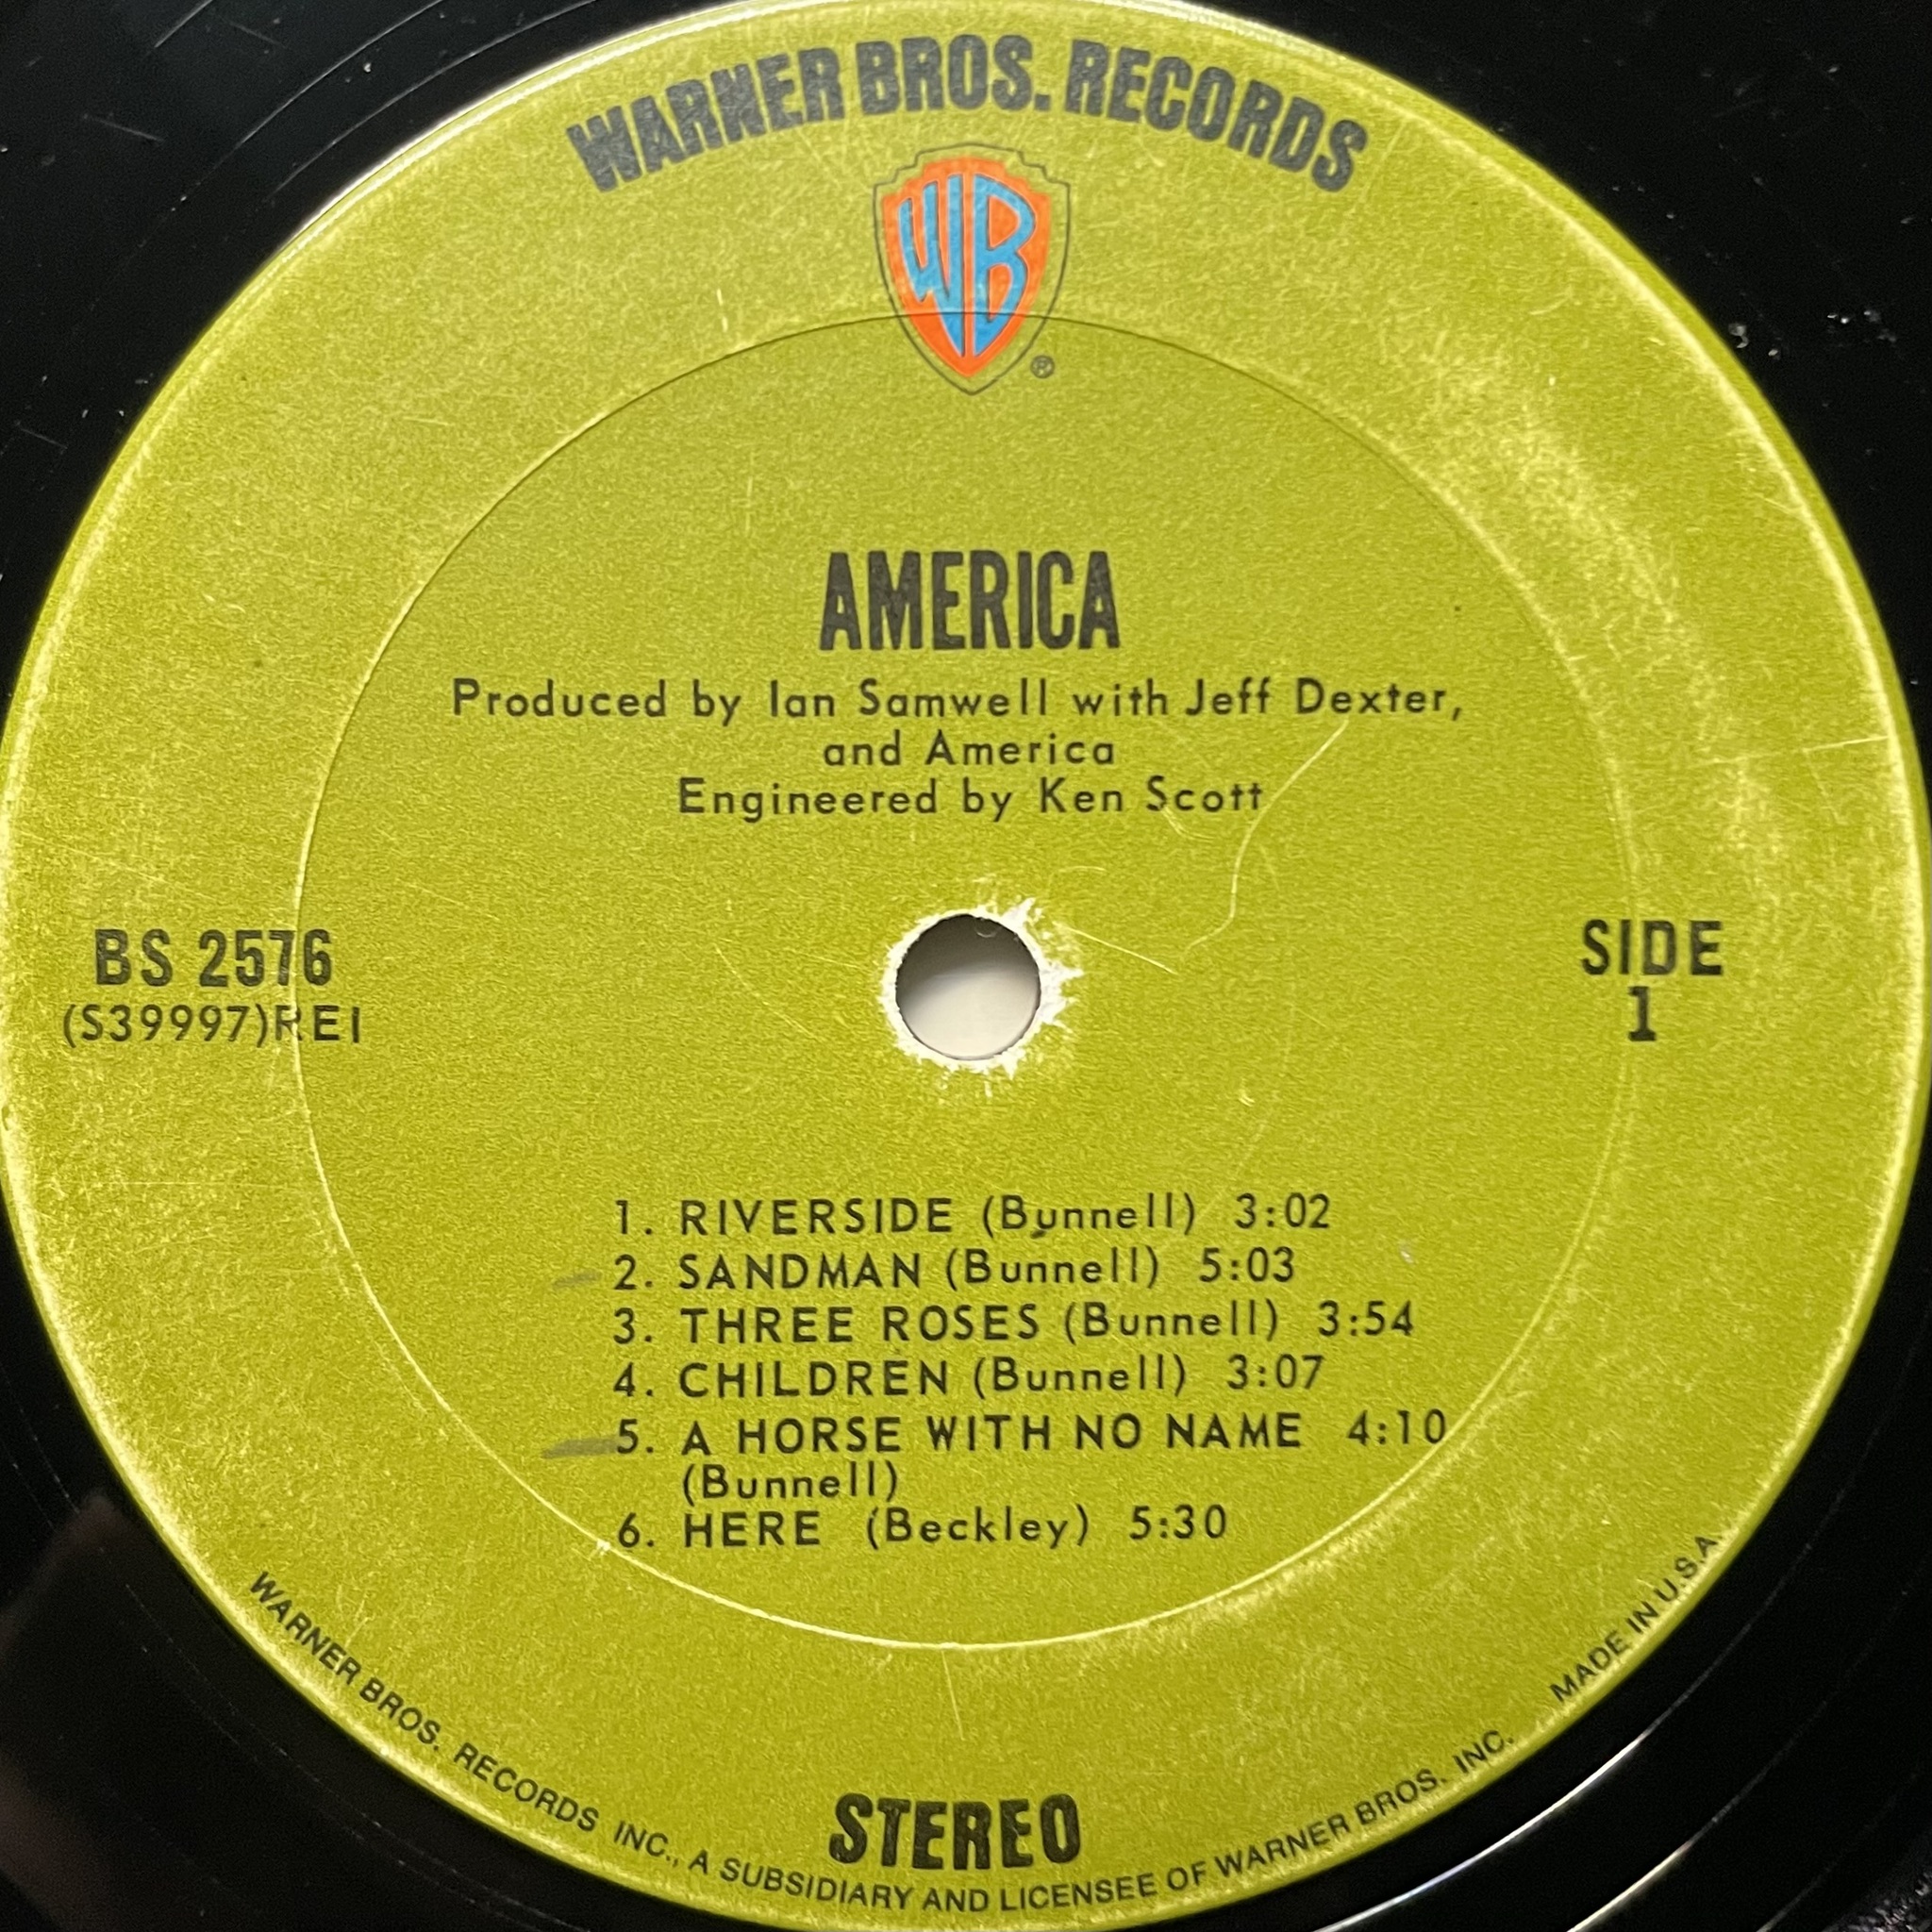 WARNER BROS. RECORDS
WB
®
AMERICA
Produced by Ian Samwell with Jeff Dexter,
and America
Engineered by Ken Scott
BS 2576
(S39997)REI
SIDE
1
1. RIVERSIDE (Bunnell) 3:02
2. SANDMAN (Bunnell) 5:03
3. THREE ROSES (Bunnell) 3:54
4. CHILDREN (Bunnell) 3:07
5. A HORSE WITH NO NAME 4:10
(Bunnell)
6. HERE (Beckley) 5:30
STEREO
WARNER BROS. RECORDS INC., A SUBSIDIARY AND LICENSEE OF WARNER BROS. INC. MADE IN U.S.A.